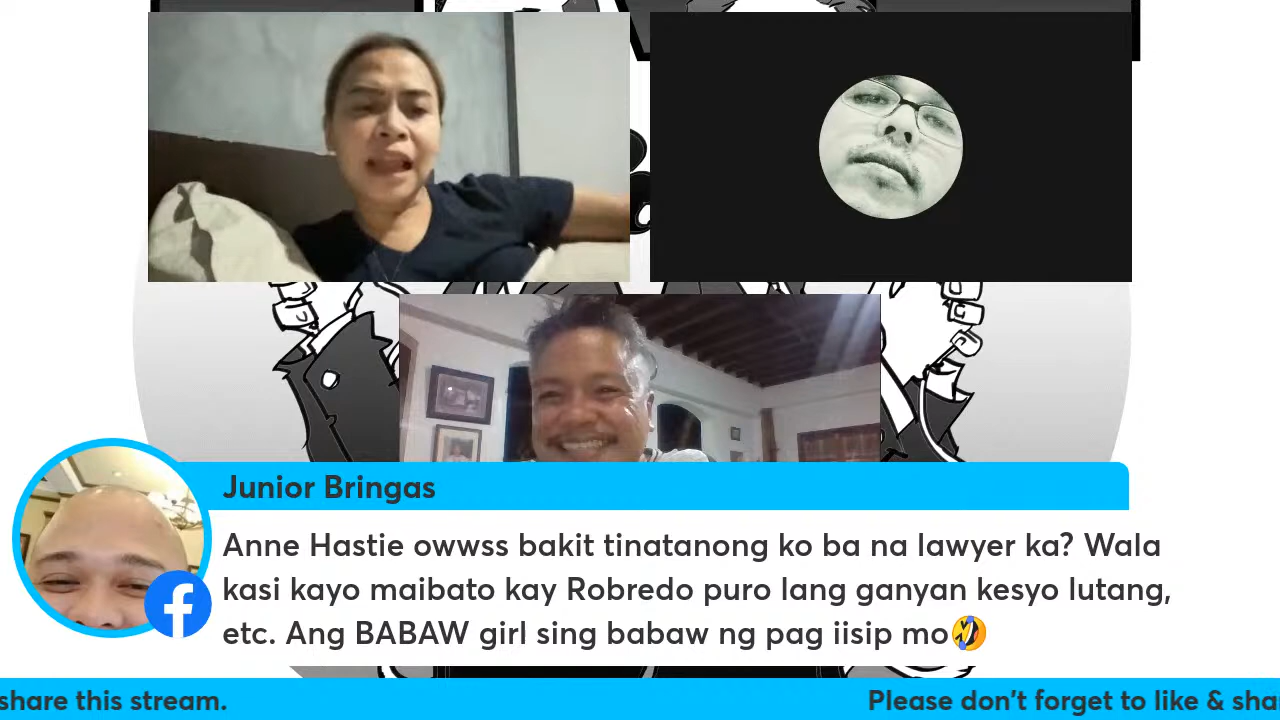 Junior Bringas
Anne Hastie owwss bakit tinatanong ko ba na lawyer ka? Wala
kasi kayo maibato kay Robredo puro lang ganyan kesyo lutang,
etc. Ang BABAW girl sing babaw ng pag iisip mo🤣
share this stream.
Please don't forget to like & shar